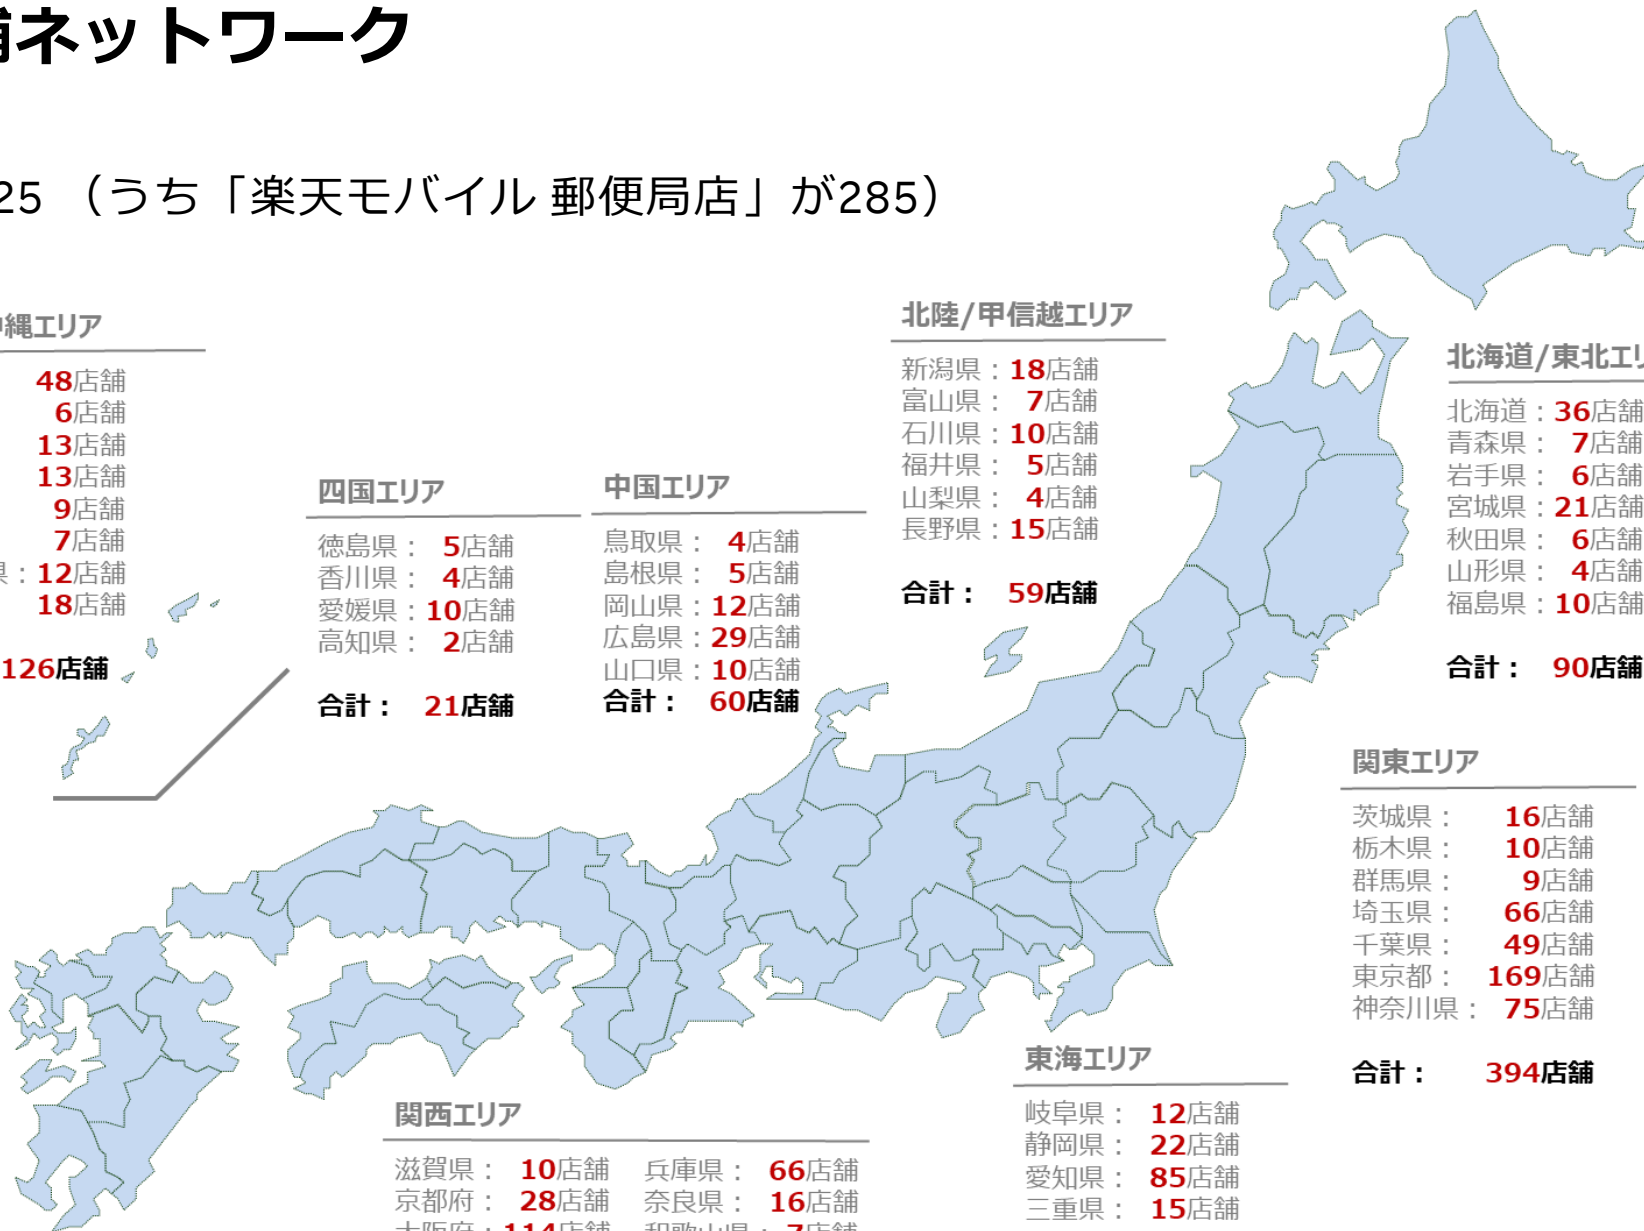 舗ネットワーク
25 （うち「楽天モバイル 郵便局店」が285）
縄エリア
48店舗
6店舗
13店舗
13店舗
9店舗
7店舗
県：12店舗
18店舗
126店舗
四国エリア
徳島県： 5店舗
香川県： 4店舗
愛媛県：10店舗
高知県： 2店舗
合計： 21店舗
中国エリア
鳥取県： 4店舗
島根県： 5店舗
岡山県：12店舗
広島県：29店舗
山口県：10店舗
合計： 60店舗
北陸/甲信越エリア
新潟県：18店舗
富山県： 7店舗
石川県：10店舗
福井県： 5店舗
山梨県： 4店舗
長野県：15店舗
合計： 59店舗
北海道/東北エリ
北海道：36店舗
青森県： 7店舗
岩手県： 6店舗
宮城県：21店舗
秋田県： 6店舗
山形県： 4店舗
福島県：10店舗
合計： 90店舗
関東エリア
茨城県： 16店舗
栃木県： 10店舗
群馬県： 9店舗
埼玉県： 66店舗
千葉県： 49店舗
東京都： 169店舗
神奈川県： 75店舗
合計： 394店舗
東海エリア
岐阜県： 12店舗
静岡県： 22店舗
愛知県： 85店舗
三重県： 15店舗
関西エリア
滋賀県： 10店舗 兵庫県： 66店舗
京都府： 28店舗 奈良県： 16店舗
大阪府：114店舗 和歌山県： 7店舗